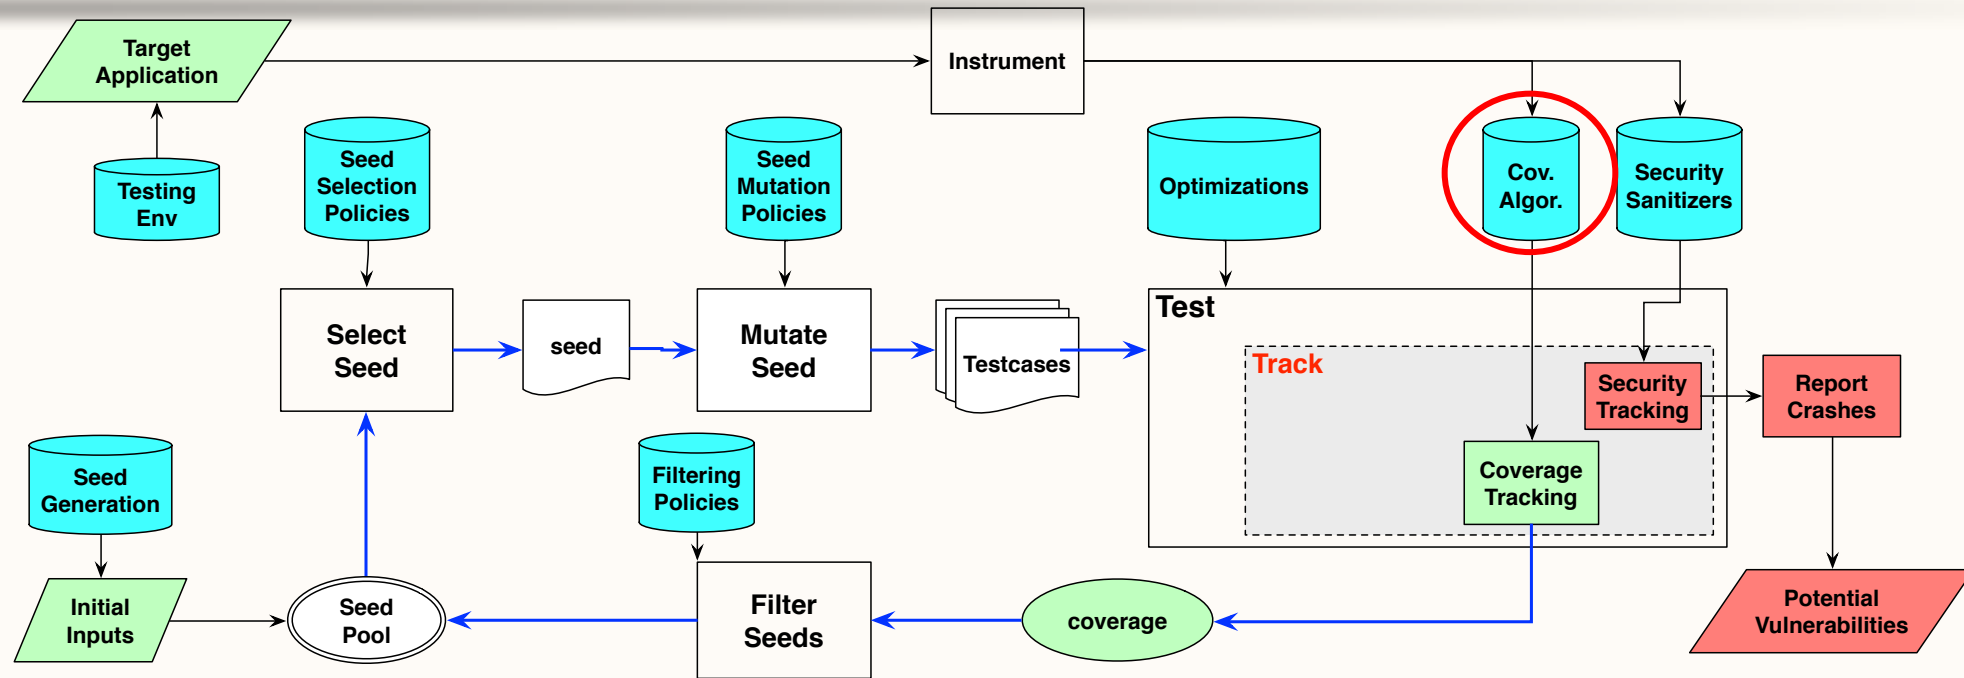 Target
Application
Instrument
Testing
Env
Seed
Selection
Policies
Seed
Mutation
Policies
Optimizations
Cov.
Algor.
Security
Sanitizers
Select
Seed
seed
Mutate
Seed
Testcases
Test
Track
Security
Tracking
Report
Crashes
Coverage
Tracking
Seed
Generation
Filtering
Policies
Initial
Inputs
Seed
Pool
Filter
Seeds
coverage
Potential
Vulnerabilities